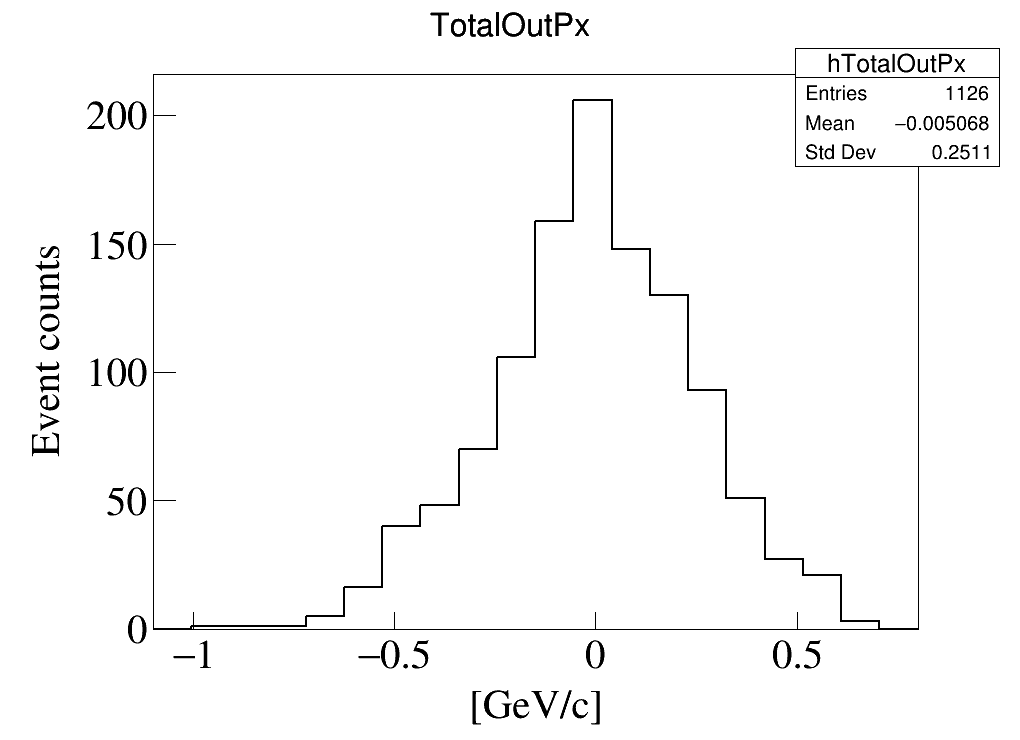 TotalOutPx
hTotalOutPx
Entries 1126
Mean −0.005068
Std Dev 0.2511
Event counts
200
150
100
50
0
−1 −0.5 0 0.5
[GeV/c]